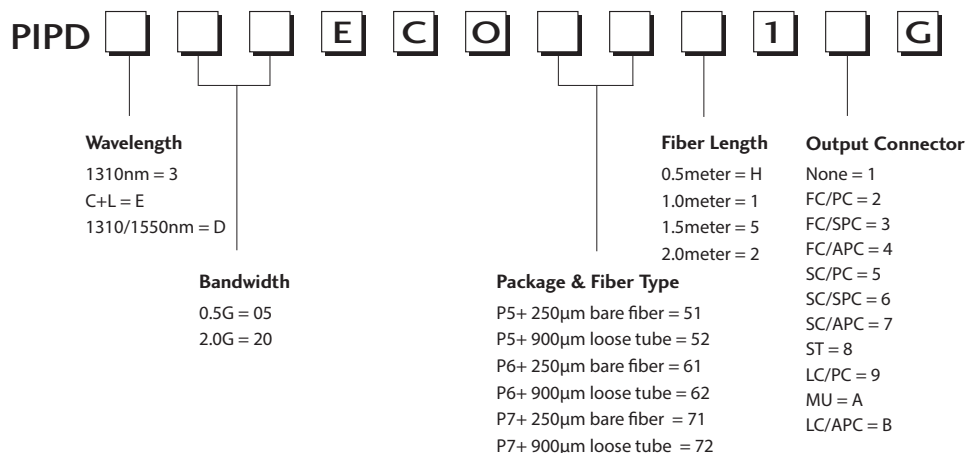 PIPD E C O 1 G
Wavelength
1310nm = 3
C+L = E
1310/1550nm = D
Bandwidth
0.5G = 05
2.0G = 20
Package & Fiber Type
P5+ 250µm bare fiber = 51
P5+ 900µm loose tube = 52
P6+ 250µm bare fiber = 61
P6+ 900µm loose tube = 62
P7+ 250µm bare fiber = 71
P7+ 900µm loose tube = 72
Fiber Length
0.5meter = H
1.0meter = 1
1.5meter = 5
2.0meter = 2
Output Connector
None = 1
FC/PC = 2
FC/SPC = 3
FC/APC = 4
SC/PC = 5
SC/SPC = 6
SC/APC = 7
ST = 8
LC/PC = 9
MU = A
LC/APC = B